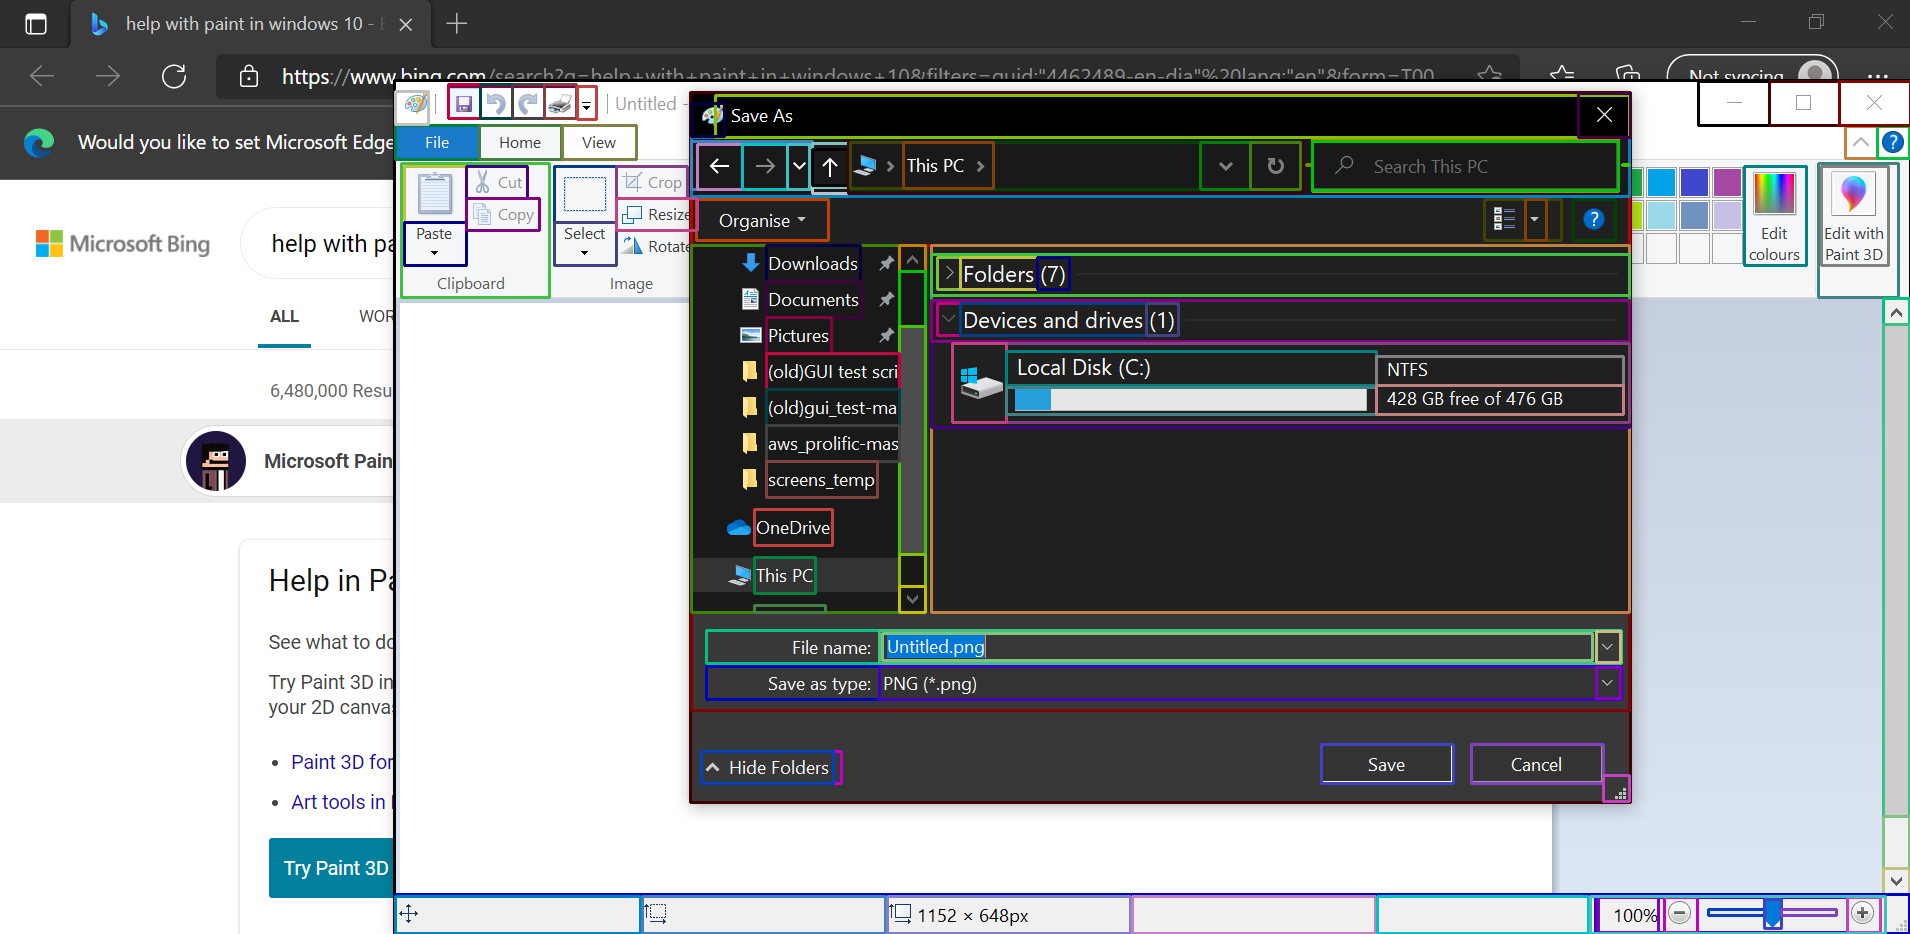 help with paint in windows 10 -
https://www.bing.com/search?q=help+with+paint+in+windows+10&filters=guid:"4462489-en-dia"%20lang:"en"&form=T00
Not syncing
Would you like to set Microsoft Edge
Untitled -
File
Home
View
Paste
Cut
Copy
Clipboard
Select
Crop
Resize
Rotate
Image
Edit colours
Edit with Paint 3D
Microsoft Bing
help with pa
ALL
WOR
6,480,000 Resu
Microsoft Pain
Help in Pa
See what to do
Try Paint 3D in
your 2D canvas
• Paint 3D for
• Art tools in
Try Paint 3D
Save As
This PC
Search This PC
Organise
Downloads
Documents
Pictures
(old)GUI test scri
(old)gui_test-ma
aws_prolific-mas
screens_temp
OneDrive
This PC
Folders (7)
Devices and drives (1)
Local Disk (C:)
NTFS
428 GB free of 476 GB
File name:
Untitled.png
Save as type:
PNG (*.png)
Hide Folders
Save
Cancel
1152 × 648px
100%